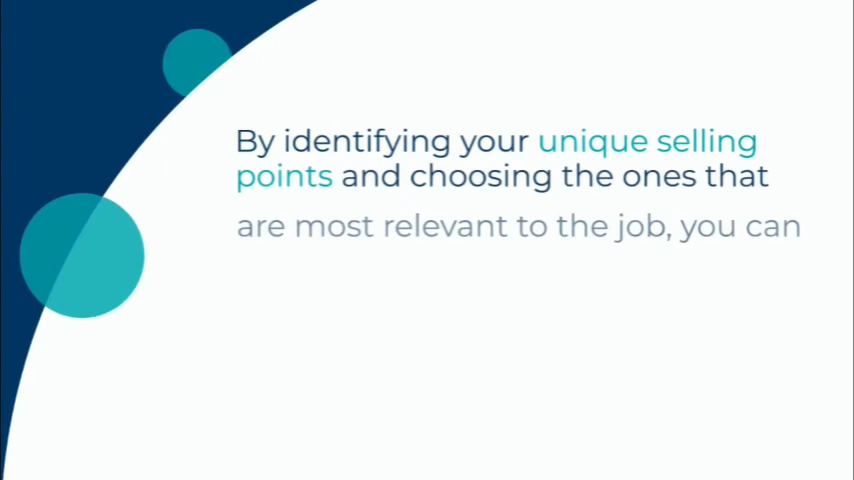 By identifying your unique selling
points and choosing the ones that
are most relevant to the job, you can